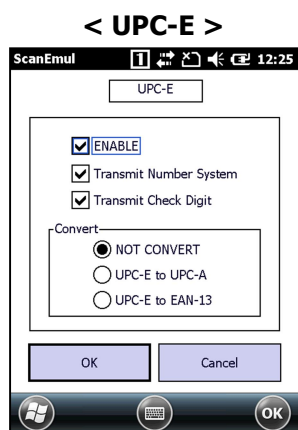 < UPC-E >
ScanEmul 1 12:25
UPC-E
ENABLE
Transmit Number System
Transmit Check Digit
Convert
NOT CONVERT
UPC-E to UPC-A
UPC-E to EAN-13
OK Cancel
OK